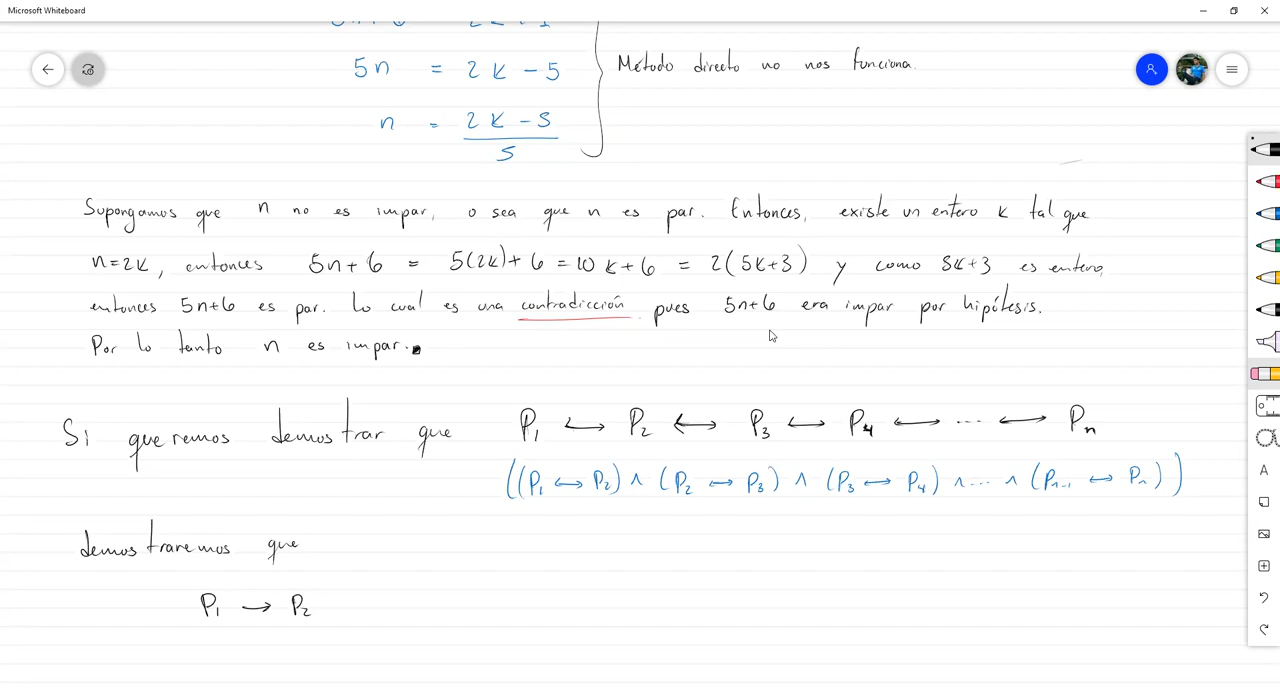 Microsoft Whiteboard
5n = 2k - 5
n = 2k - 5 / 5
Método directo no nos funciona.
Supongamos que n no es impar, o sea que n es par. Entonces, existe un entero k tal que
n=2k, entonces 5n+6 = 5(2k)+6 = 10k+6 = 2(5k+3) y como 5k+3 es entero,
entonces 5n+6 es par. Lo cual es una contradicción pues 5n+6 era impar por hipótesis.
Por lo tanto n es impar.
Si queremos demostrar que P₁ ↔ P₂ ↔ P₃ ↔ P₄ ↔ ... ↔ Pₙ
((P₁ ↔ P₂) ∧ (P₂ ↔ P₃) ∧ (P₃ ↔ P₄) ∧ ... ∧ (Pₙ₋₁ ↔ Pₙ))
demostraremos que
P₁ → P₂